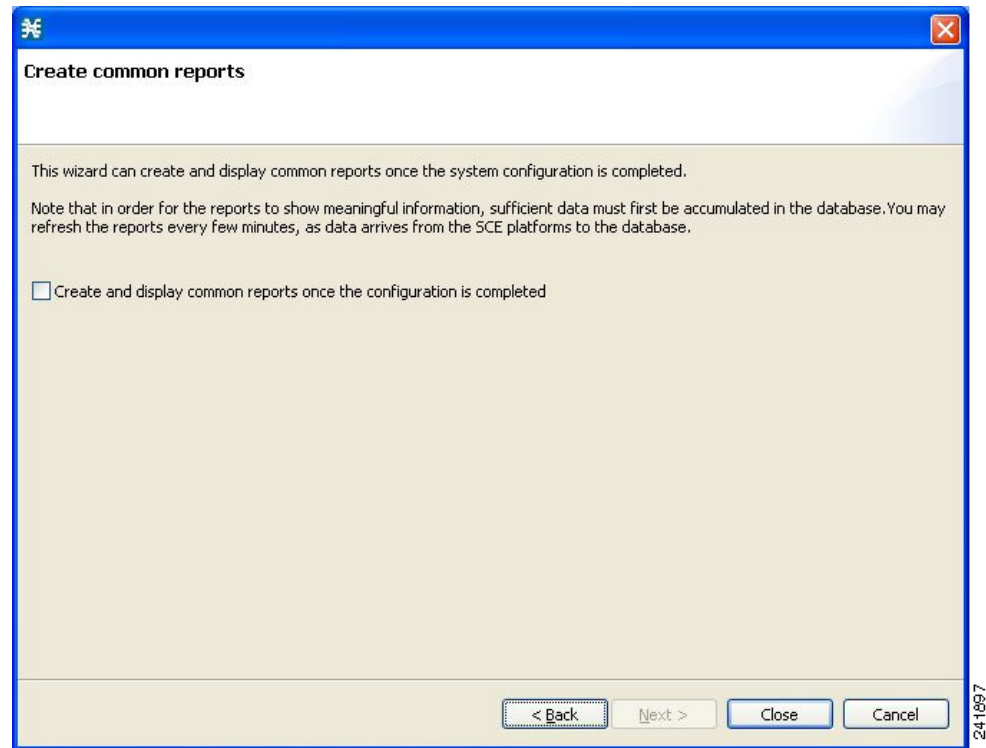 Create common reports
This wizard can create and display common reports once the system configuration is completed.
Note that in order for the reports to show meaningful information, sufficient data must first be accumulated in the database.You may
refresh the reports every few minutes, as data arrives from the SCE platforms to the database.
Create and display common reports once the configuration is completed
< Back
Next >
Close
Cancel
241897